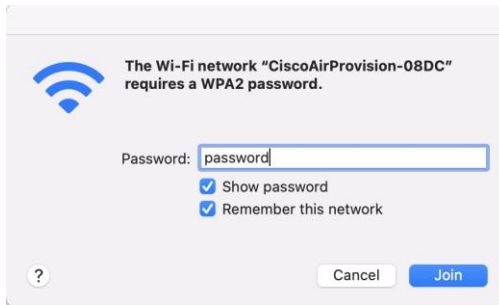 The Wi-Fi network “CiscoAirProvision-08DC”
requires a WPA2 password.
Password: password
Show password
Remember this network
? Cancel Join